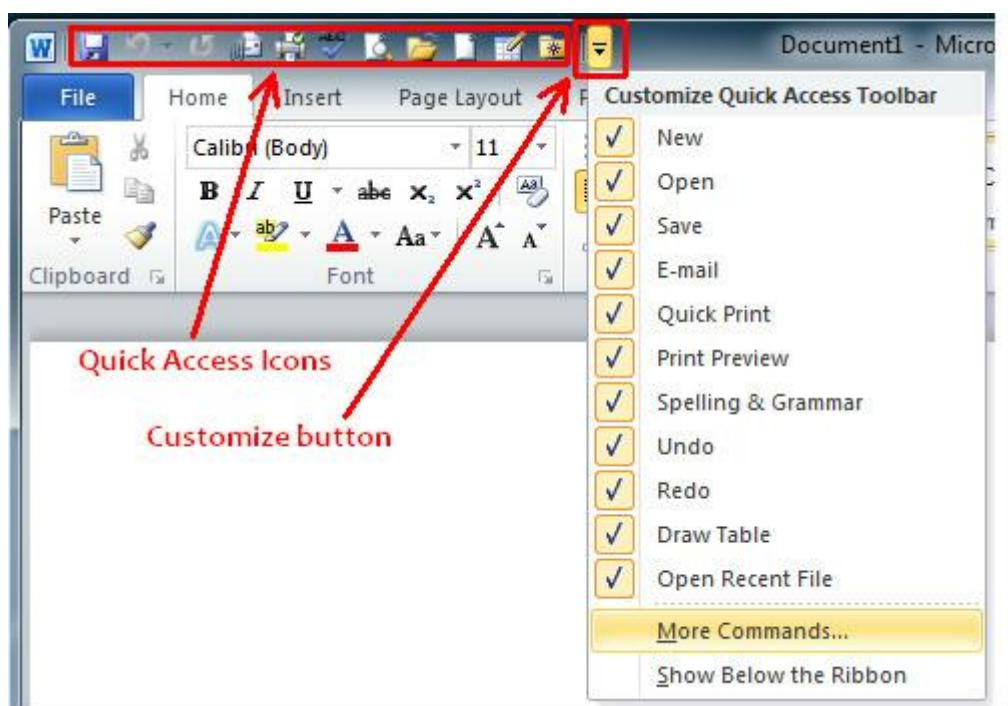 W
Document1 - Micro
File Home Insert Page Layout
Customize Quick Access Toolbar
New
Open
Save
E-mail
Quick Print
Print Preview
Spelling & Grammar
Undo
Redo
Draw Table
Open Recent File
More Commands...
Show Below the Ribbon
Calibri (Body) 11
B I U abc X₂ X²
Paste
ab A Aa A A
Clipboard Font
Quick Access Icons
Customize button